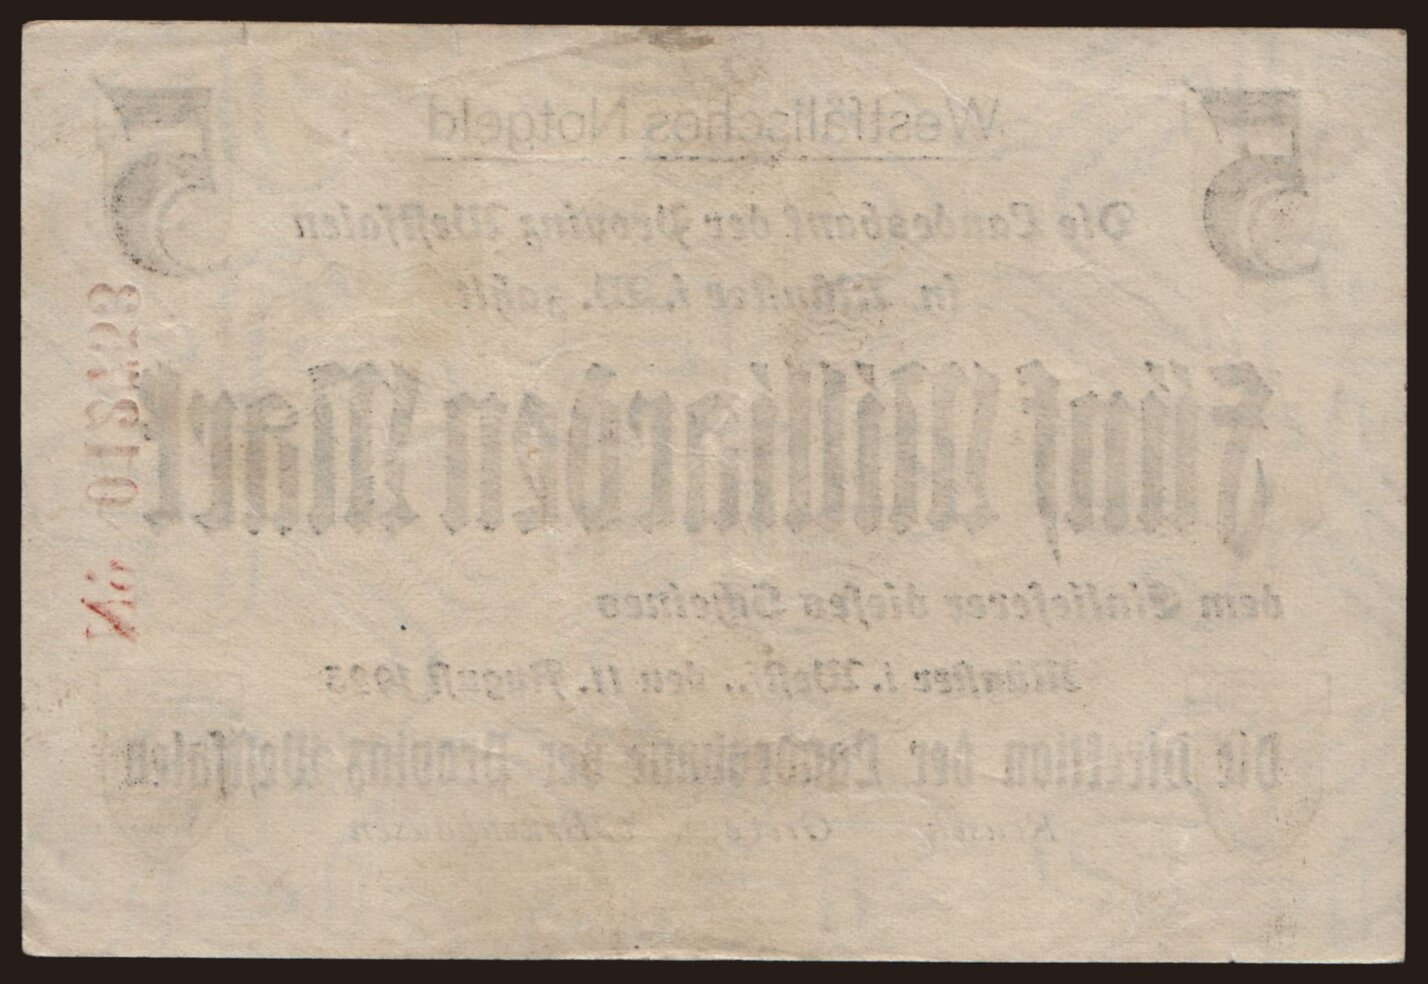 5 5
Westfälisches Notgeld
Die Landesbank der Provinz Westfalen
in Münster i. W. zahlt
Fünf Milliarden Mark
dem Einlieferer dieses Scheines
Münster i. Westf., den 11. August 1923
Die Direktion der Landesbank der Provinz Westfalen
№